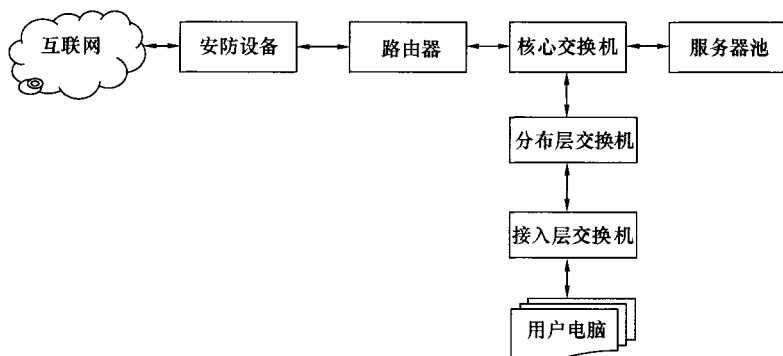 互联网
安防设备
路由器
核心交换机
服务器池
分布层交换机
接入层交换机
用户电脑